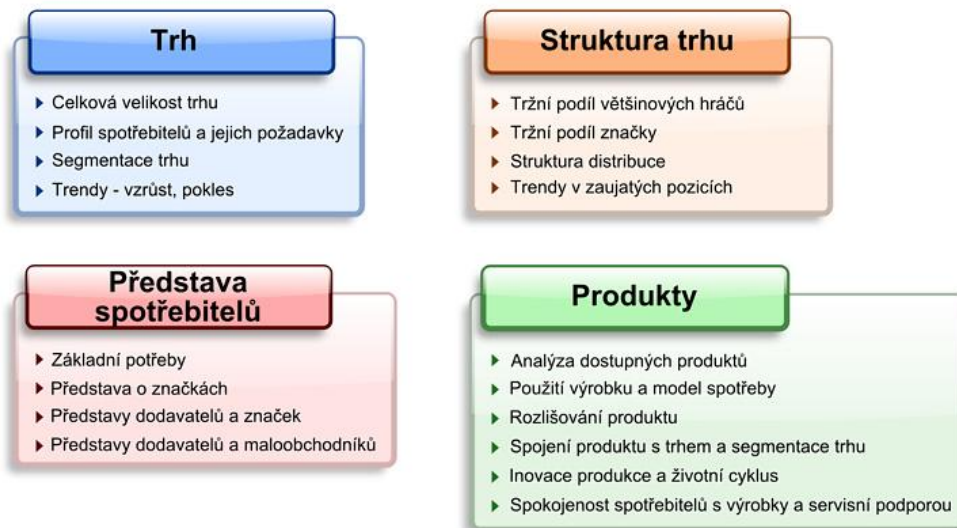 Trh
Celková velikost trhu
Profil spotřebitelů a jejich požadavky
Segmentace trhu
Trendy - vzrůst, pokles
Struktura trhu
Tržní podíl většinových hráčů
Tržní podíl značky
Struktura distribuce
Trendy v zaujatých pozicích
Představa
spotřebitelů
Základní potřeby
Představa o značkách
Představy dodavatelů a značek
Představy dodavatelů a maloobchodníků
Produkty
Analýza dostupných produktů
Použití výrobku a model spotřeby
Rozlišování produktu
Spojení produktu s trhem a segmentace trhu
Inovace produkce a životní cyklus
Spokojenost spotřebitelů s výrobky a servisní podporou